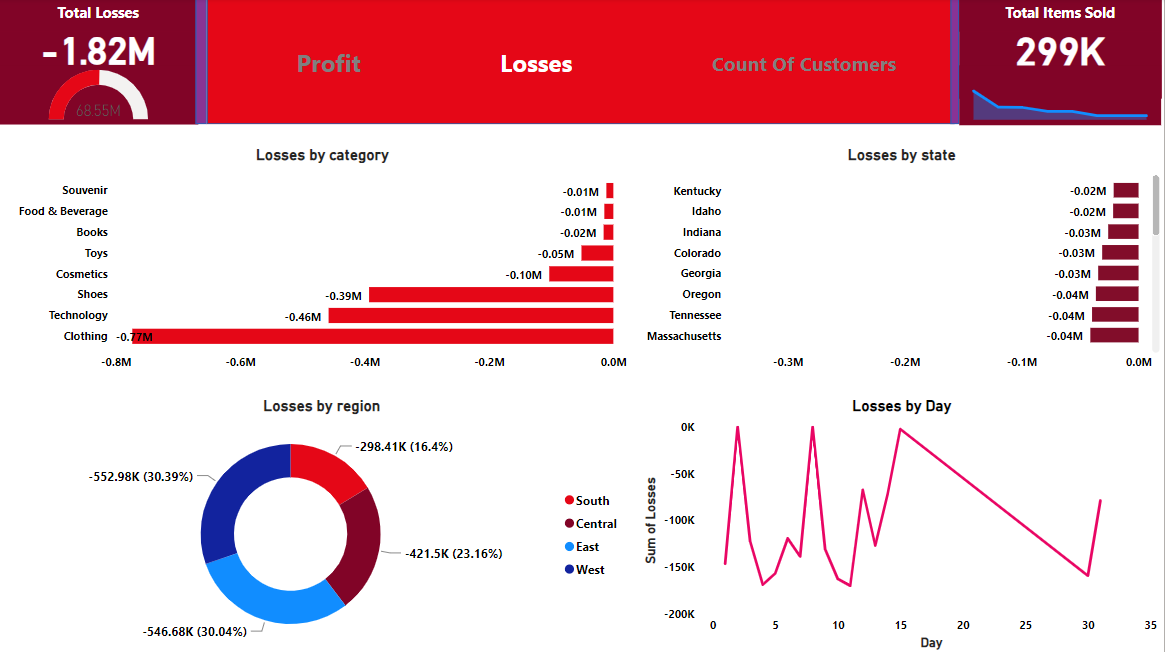 Total Losses
-1.82M
68.55M
Profit
Losses
Count Of Customers
Total Items Sold
299K
Losses by category
Souvenir -0.01M
Food & Beverage -0.01M
Books -0.02M
Toys -0.05M
Cosmetics -0.10M
Shoes -0.39M
Technology -0.46M
Clothing -0.77M
-0.8M -0.6M -0.4M -0.2M 0.0M
Losses by state
Kentucky -0.02M
Idaho -0.02M
Indiana -0.03M
Colorado -0.03M
Georgia -0.03M
Oregon -0.04M
Tennessee -0.04M
Massachusetts -0.04M
-0.3M -0.2M -0.1M 0.0M
Losses by region
-298.41K (16.4%)
-552.98K (30.39%)
-421.5K (23.16%)
-546.68K (30.04%)
South
Central
East
West
Losses by Day
Sum of Losses
0K
-50K
-100K
-150K
-200K
0 5 10 15 20 25 30 35
Day